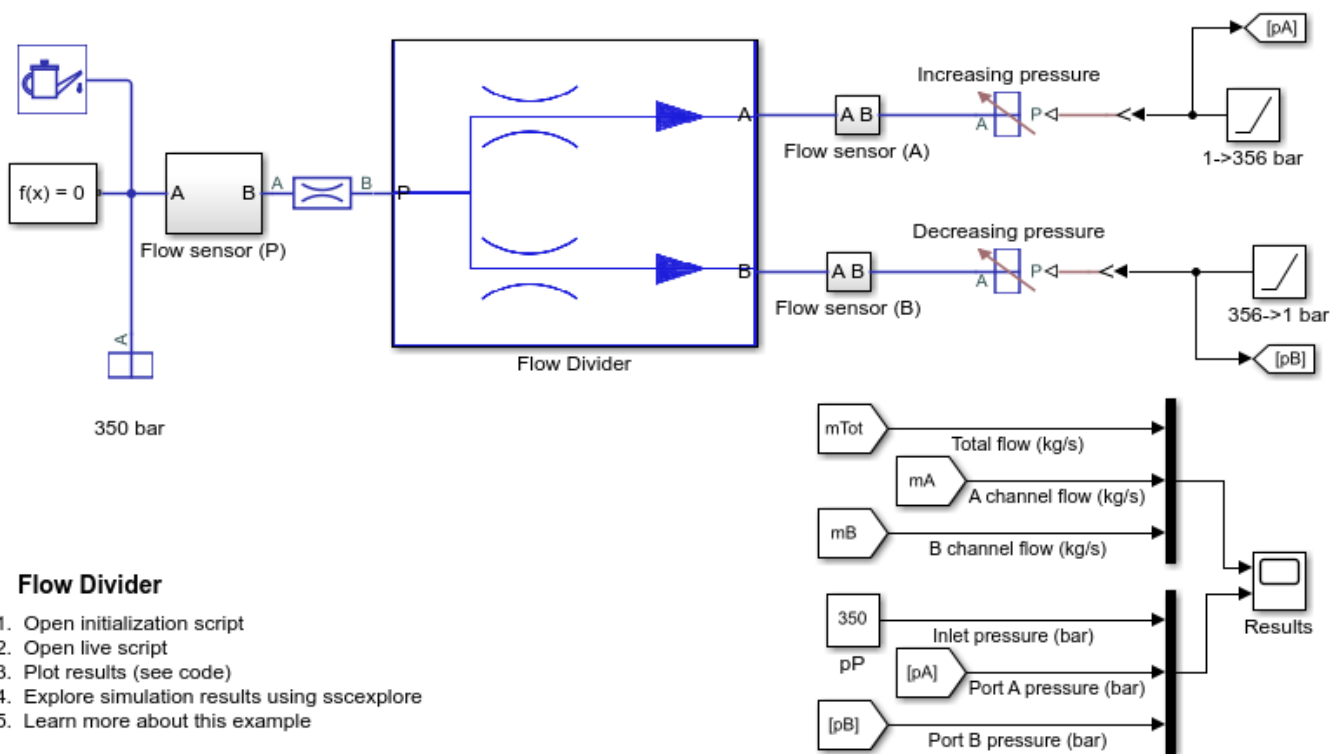 [pA]
Increasing pressure
A
A B
A
P
Flow sensor (A)
1->356 bar
f(x) = 0
A
B
A
B
P
Flow sensor (P)
Decreasing pressure
B
A B
A
P
Flow sensor (B)
356->1 bar
A
Flow Divider
[pB]
350 bar
mTot
Total flow (kg/s)
mA
A channel flow (kg/s)
mB
B channel flow (kg/s)
Flow Divider
1. Open initialization script
2. Open live script
3. Plot results (see code)
4. Explore simulation results using sscexplore
5. Learn more about this example
350
Inlet pressure (bar)
pP
[pA]
Port A pressure (bar)
[pB]
Port B pressure (bar)
Results